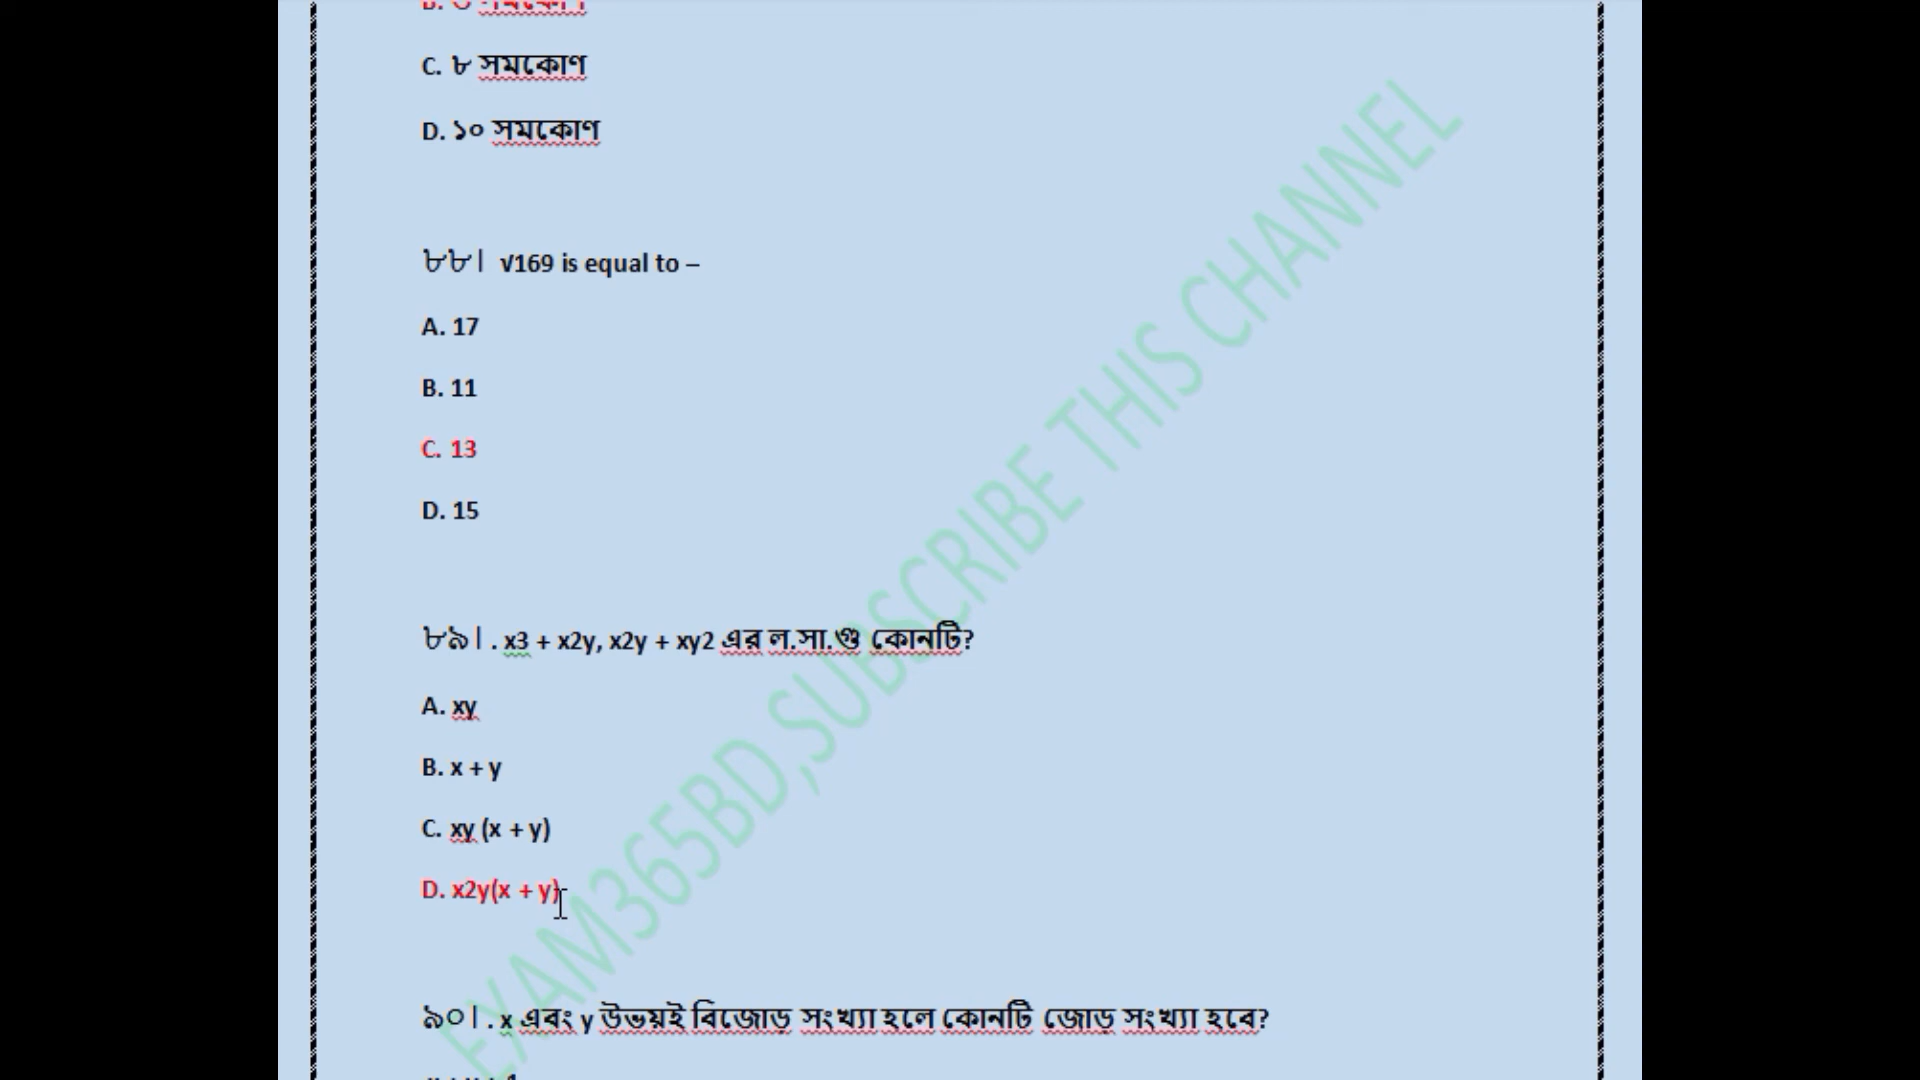 C. ৮ সমকোণ
D. ১০ সমকোণ
৮৮। √169 is equal to –
A. 17
B. 11
C. 13
D. 15
৮৯। . x3 + x2y, x2y + xy2 এর ল.সা.গু কোনটি?
A. xy
B. x + y
C. xy (x + y)
D. x2y(x + y)
৯০। . x এবং y উভয়ই বিজোড় সংখ্যা হলে কোনটি জোড় সংখ্যা হবে?
EXAM365BD,SUBSCRIBE THIS CHANNEL